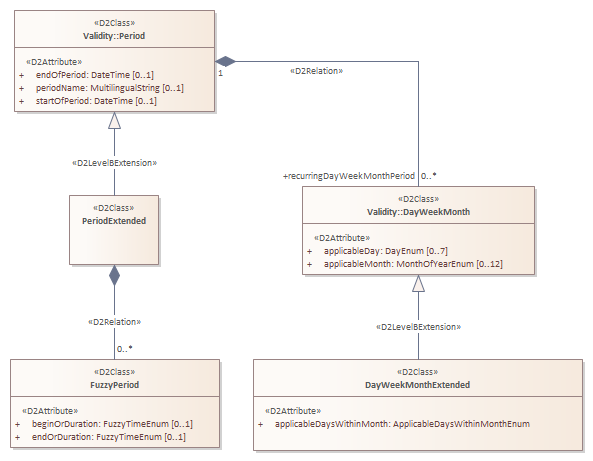 «D2Class»
Validity::Period
«D2Attribute»
+ endOfPeriod: DateTime [0..1]
+ periodName: MultilingualString [0..1]
+ startOfPeriod: DateTime [0..1]
1
«D2Relation»
«D2LevelBExtension»
+recurringDayWeekMonthPeriod 0..*
«D2Class»
PeriodExtended
«D2Class»
Validity::DayWeekMonth
«D2Attribute»
+ applicableDay: DayEnum [0..7]
+ applicableMonth: MonthOfYearEnum [0..12]
«D2Relation»
«D2LevelBExtension»
0..*
«D2Class»
FuzzyPeriod
«D2Attribute»
+ beginOrDuration: FuzzyTimeEnum [0..1]
+ endOrDuration: FuzzyTimeEnum [0..1]
«D2Class»
DayWeekMonthExtended
«D2Attribute»
+ applicableDaysWithinMonth: ApplicableDaysWithinMonthEnum